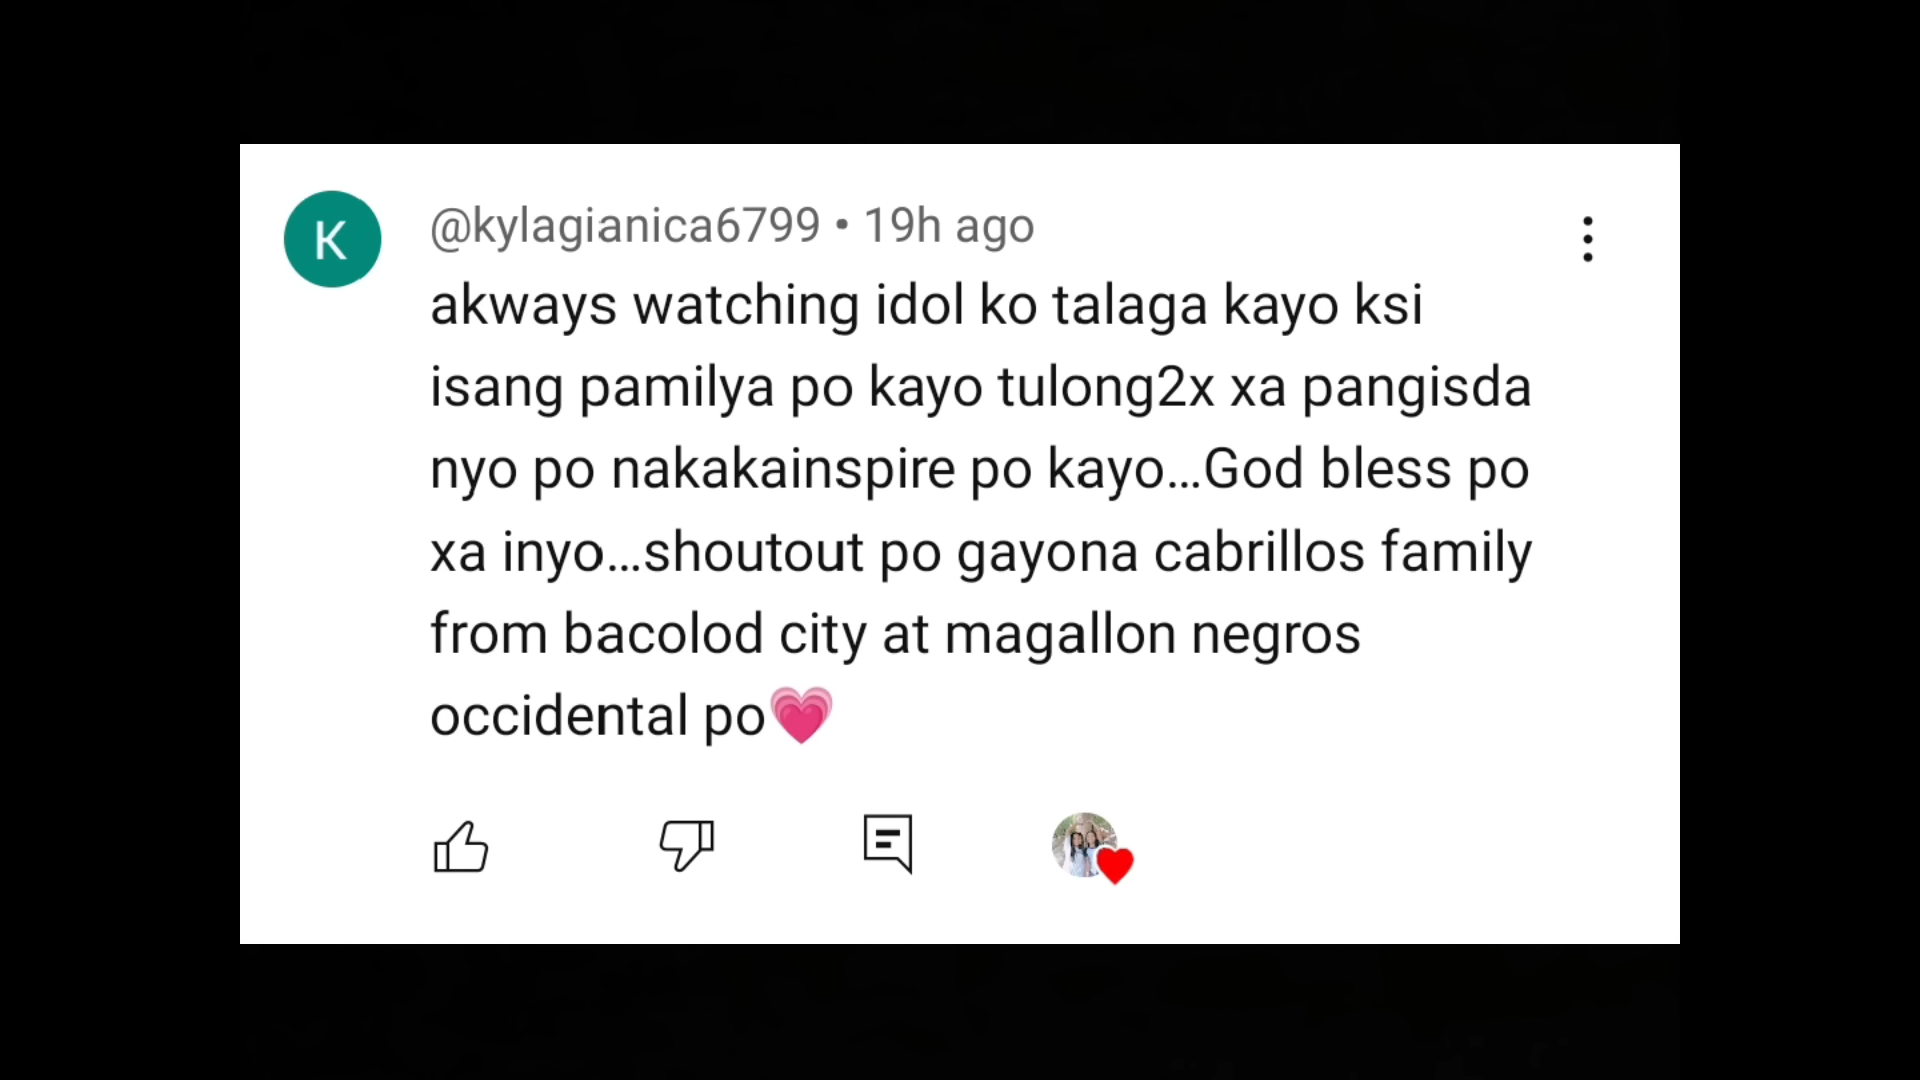 K
@kylagianica6799 • 19h ago
akways watching idol ko talaga kayo ksi
isang pamilya po kayo tulong2x xa pangisda
nyo po nakakainspire po kayo...God bless po
xa inyo...shoutout po gayona cabrillos family
from bacolod city at magallon negros
occidental po💗